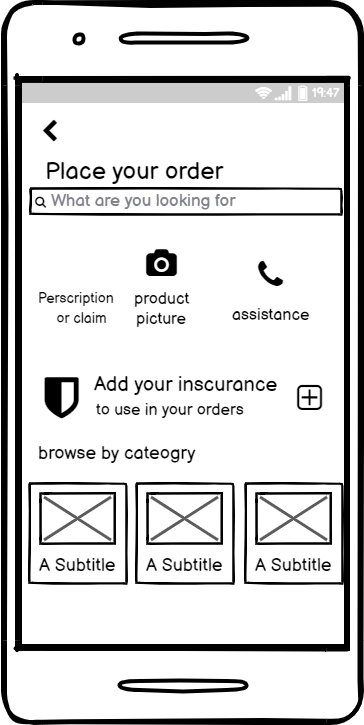 19:47
Place your order
What are you looking for
Perscription
or claim
product
picture
assistance
Add your inscurance
to use in your orders
browse by cateogry
A Subtitle
A Subtitle
A Subtitle